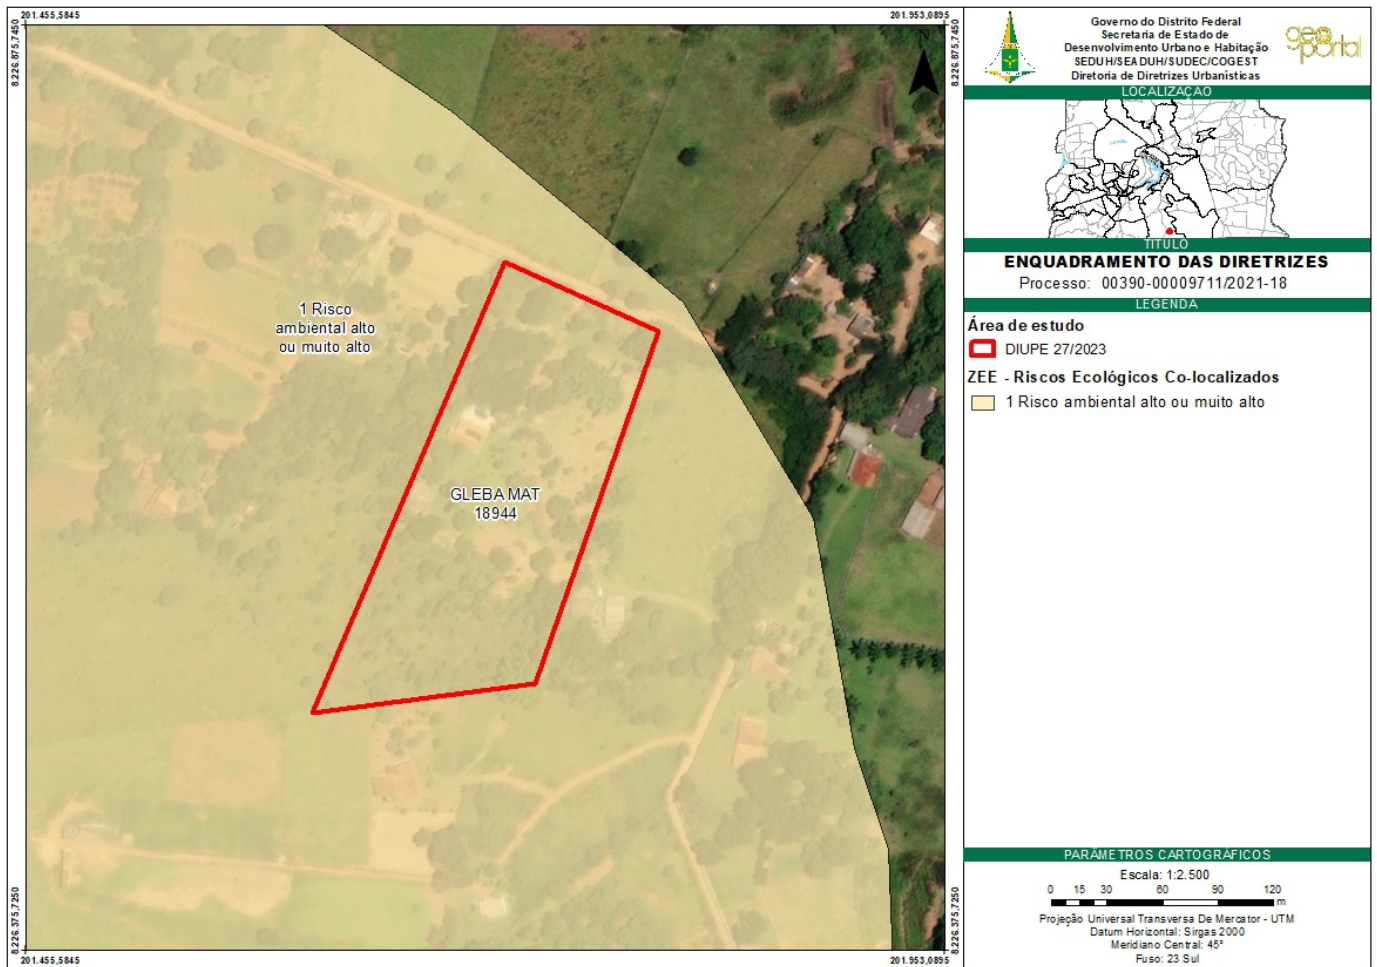 201.455,5845
201.953,0895
8.226.875,7450
8.226.875,7450
N
1 Risco
ambiental alto
ou muito alto
GLEBA MAT
18944
8.226.375,7250
8.226.375,7250
201.455,5845
201.953,0895
Governo do Distrito Federal
Secretaria de Estado de
Desenvolvimento Urbano e Habitação
SEDUH/SEADUH/SUDEC/COGEST
Diretoria de Diretrizes Urbanísticas
geoportal
LOCALIZAÇÃO
TÍTULO
ENQUADRAMENTO DAS DIRETRIZES
Processo: 00390-00009711/2021-18
LEGENDA
Área de estudo
DIUPE 27/2023
ZEE - Riscos Ecológicos Co-localizados
1 Risco ambiental alto ou muito alto
PARÂMETROS CARTOGRÁFICOS
Escala: 1:2.500
0 15 30 60 90 120
m
Projeção Universal Transversa De Mercator - UTM
Datum Horizontal: Sirgas 2000
Meridiano Central: 45°
Fuso: 23 Sul